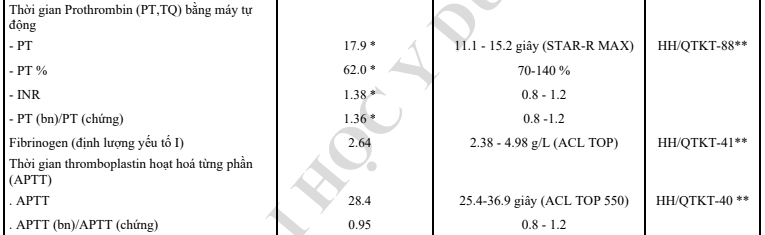 Thời gian Prothrombin (PT,TQ) bằng máy tự
động
- PT 17.9 * 11.1 - 15.2 giây (STAR-R MAX) HH/QTKT-88**
- PT % 62.0 * 70-140 %
- INR 1.38 * 0.8 - 1.2
- PT (bn)/PT (chứng) 1.36 * 0.8 -1.2
Fibrinogen (định lượng yếu tố I) 2.64 2.38 - 4.98 g/L (ACL TOP) HH/QTKT-41**
Thời gian thromboplastin hoạt hoá từng phần
(APTT)
. APTT 28.4 25.4-36.9 giây (ACL TOP 550) HH/QTKT-40 **
. APTT (bn)/APTT (chứng) 0.95 0.8 - 1.2
I HỌC Y D